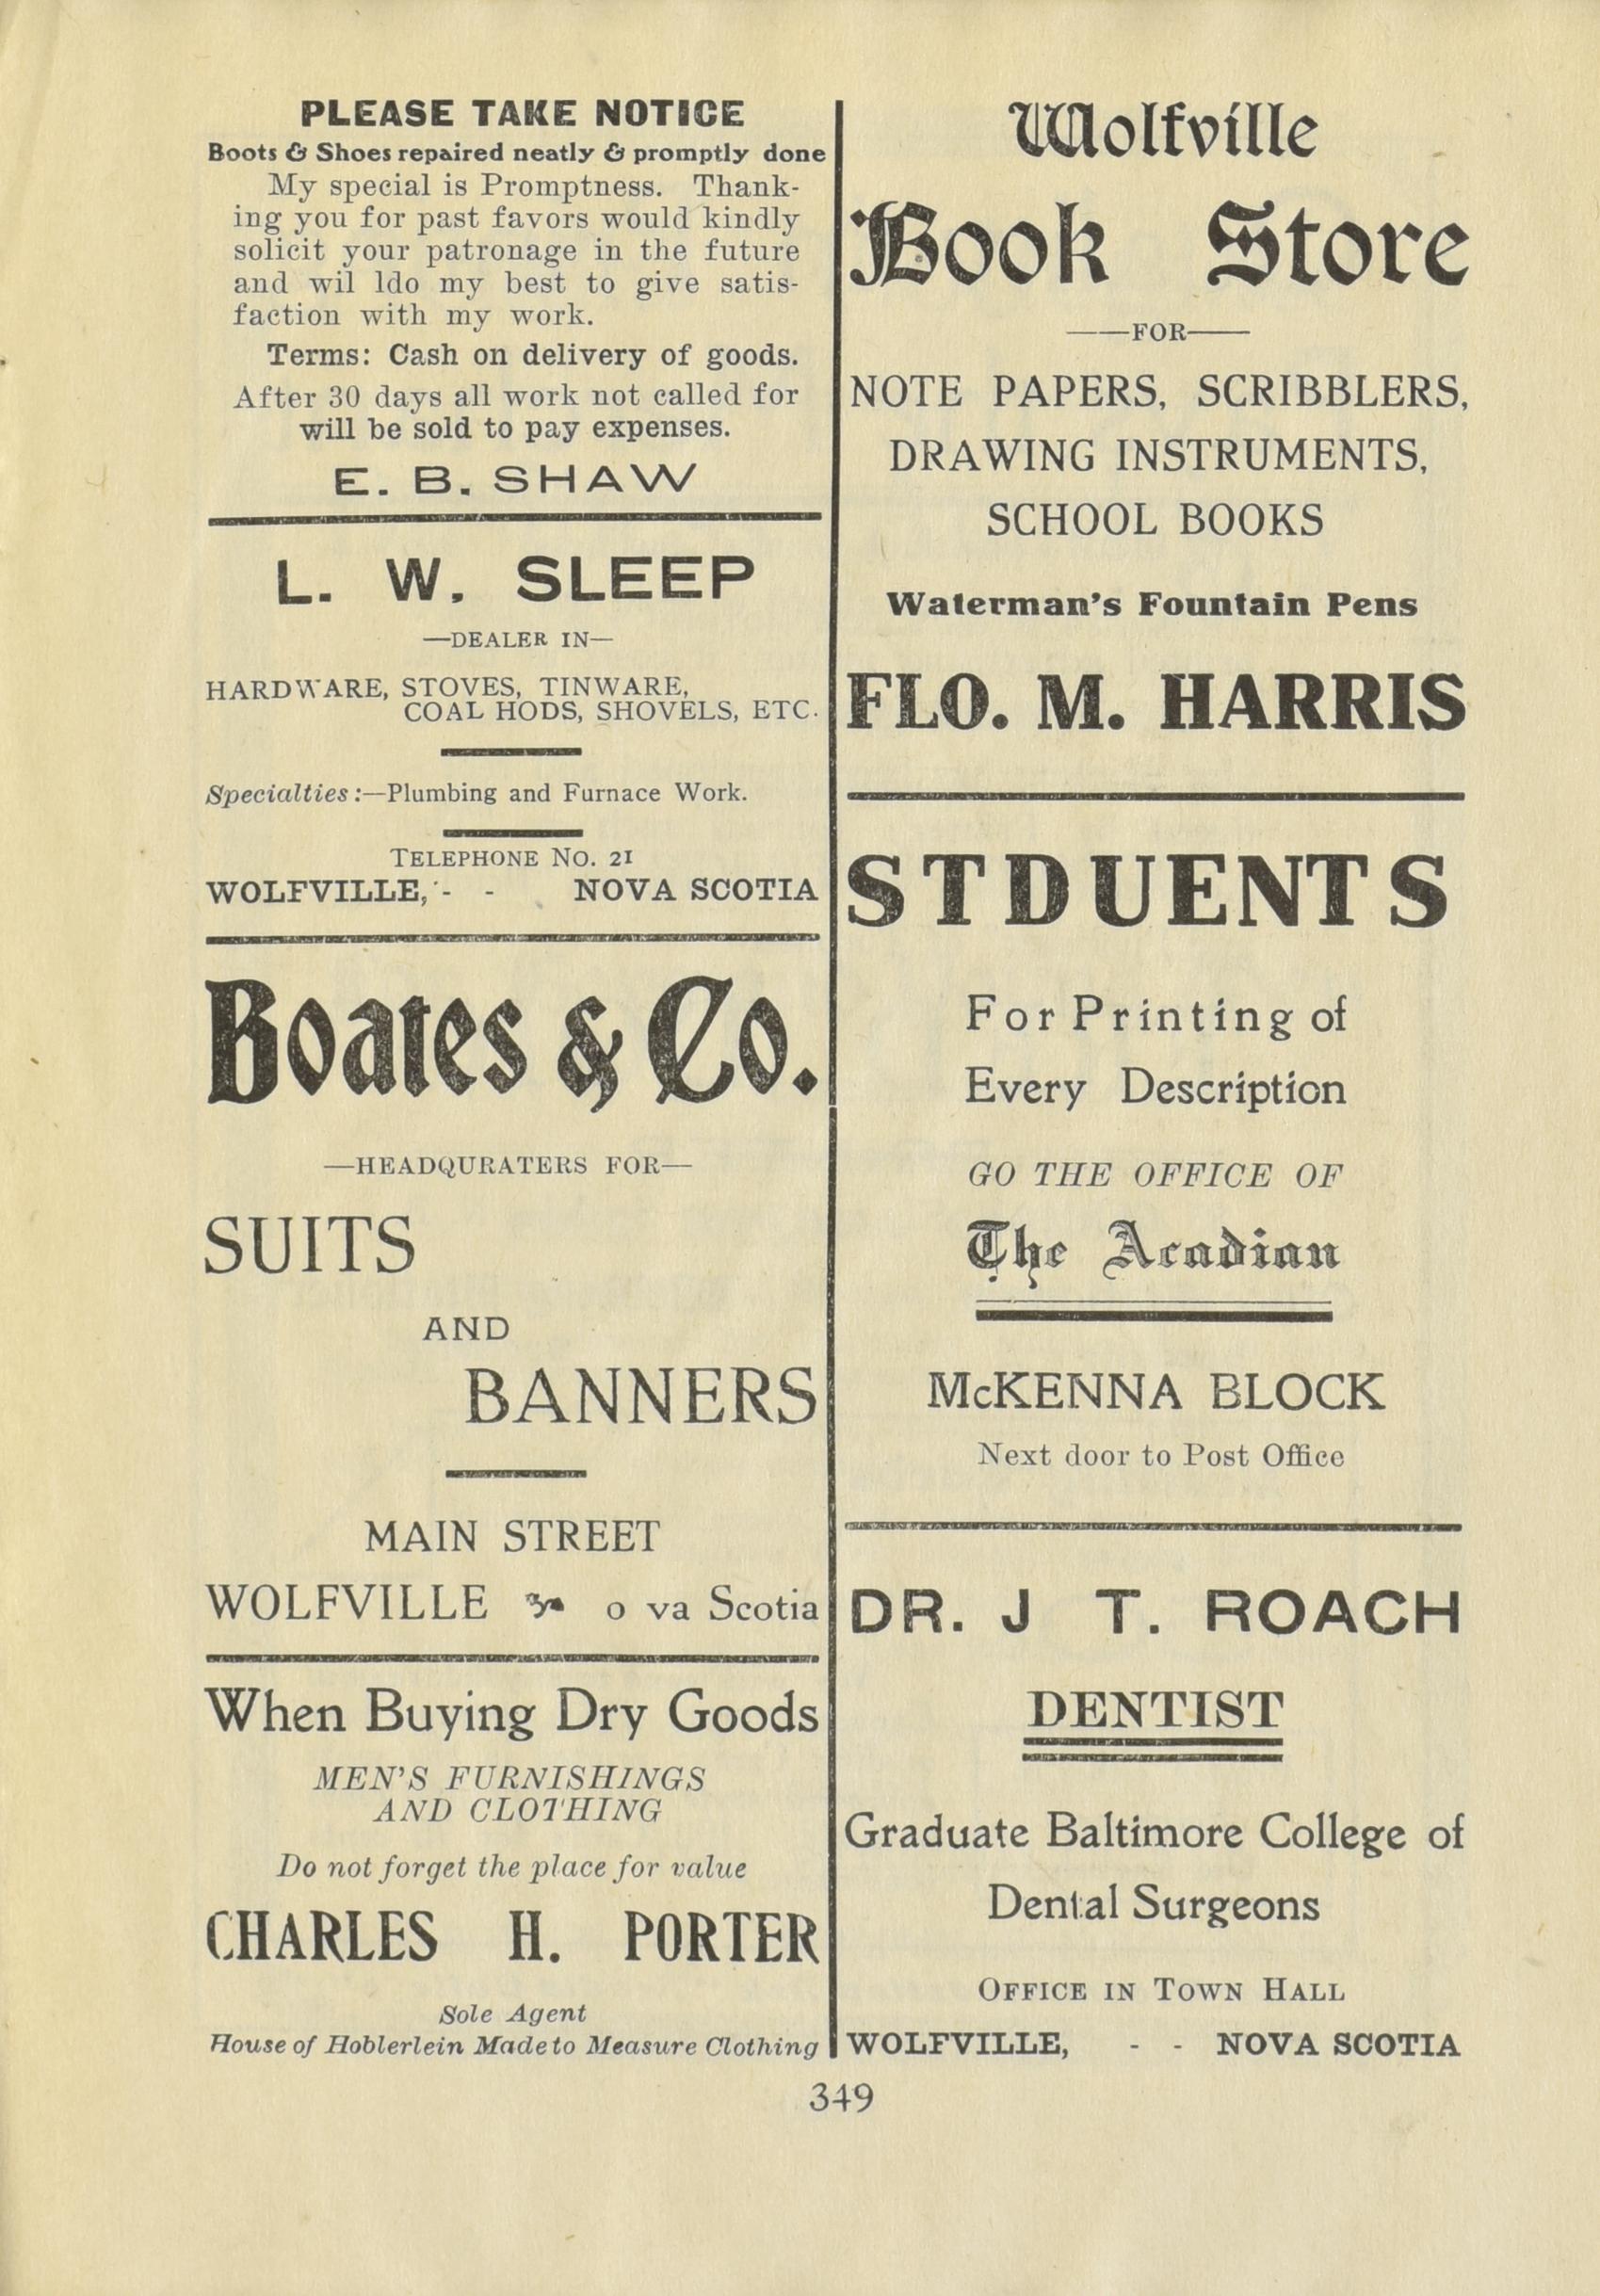 PLEASE TAKE NOTICE
Boots & Shoes repaired neatly & promptly done
My special is Promptness. Thank-
ing you for past favors would kindly
solicit your patronage in the future
and wil ldo my best to give satis-
faction with my work.
Terms: Cash on delivery of goods.
After 30 days all work not called for
will be sold to pay expenses.
E. B. SHAW
L. W. SLEEP
—DEALER IN—
HARDWARE, STOVES, TINWARE,
COAL HODS, SHOVELS, ETC.
Specialties:—Plumbing and Furnace Work.
TELEPHONE NO. 21
WOLFVILLE, - - NOVA SCOTIA
Boates & Co.
—HEADQURATERS FOR—
SUITS
AND
BANNERS
MAIN STREET
WOLFVILLE o va Scotia
When Buying Dry Goods
MEN'S FURNISHINGS
AND CLOTHING
Do not forget the place for value
CHARLES H. PORTER
Sole Agent
House of Hoblerlein Made to Measure Clothing
Wolfville
Book Store
——FOR——
NOTE PAPERS, SCRIBBLERS,
DRAWING INSTRUMENTS,
SCHOOL BOOKS
Waterman's Fountain Pens
FLO. M. HARRIS
STDUENTS
For Printing of
Every Description
GO THE OFFICE OF
The Acadian
McKENNA BLOCK
Next door to Post Office
DR. J T. ROACH
DENTIST
Graduate Baltimore College of
Dental Surgeons
OFFICE IN TOWN HALL
WOLFVILLE, - - NOVA SCOTIA
349